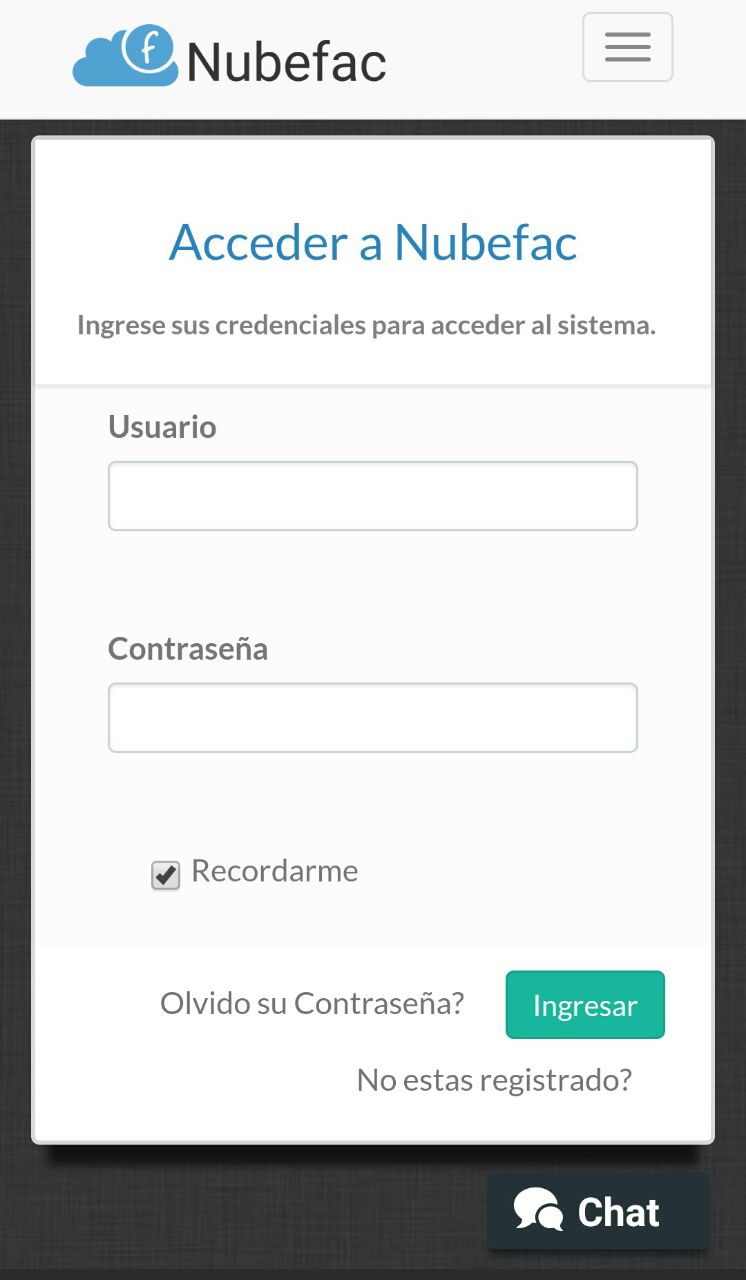 f Nubefac
Acceder a Nubefac
Ingrese sus credenciales para acceder al sistema.
Usuario
Contraseña
Recordarme
Olvido su Contraseña? Ingresar
No estas registrado?
Chat